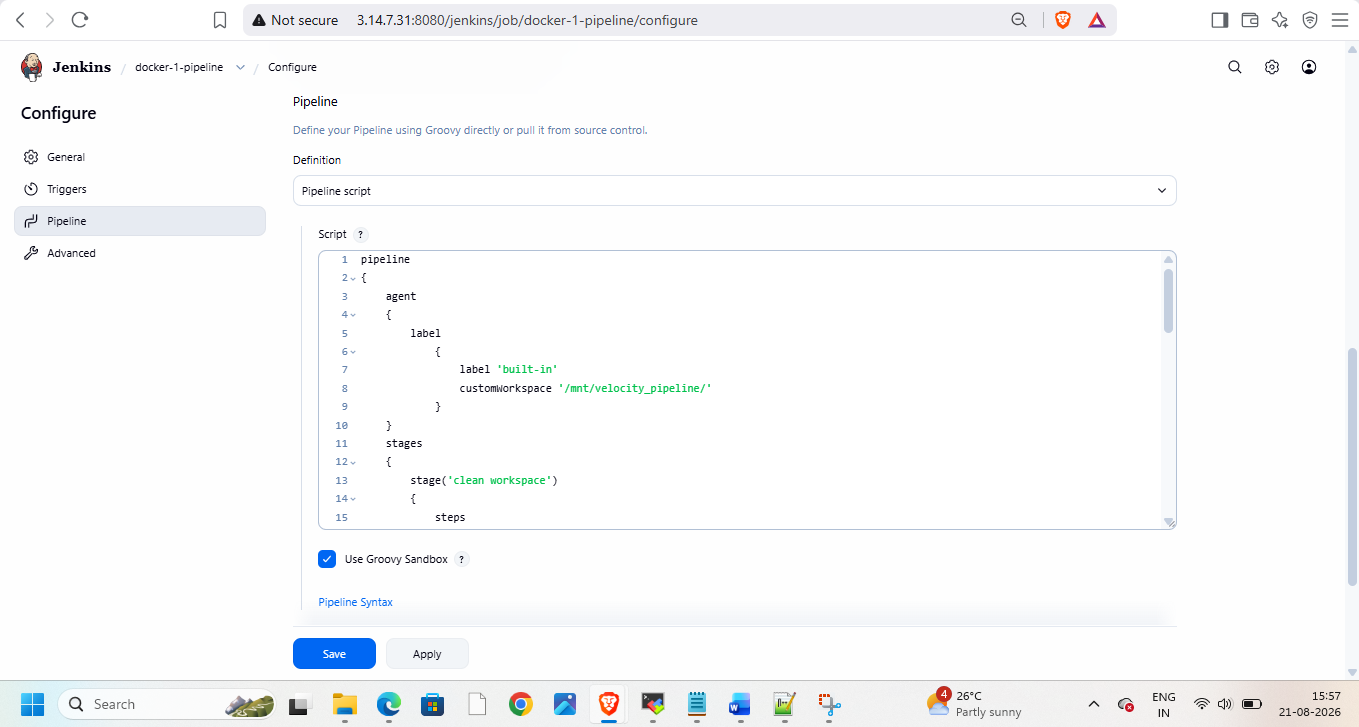 Not secure 3.14.7.31:8080/jenkins/job/docker-1-pipeline/configure
Jenkins / docker-1-pipeline / Configure
Configure
General
Triggers
Pipeline
Advanced
Pipeline
Define your Pipeline using Groovy directly or pull it from source control.
Definition
Pipeline script
Script ?
1 pipeline
2 {
3 agent
4 {
5 label
6 {
7 label 'built-in'
8 customWorkspace '/mnt/velocity_pipeline/'
9 }
10 }
11 stages
12 {
13 stage('clean workspace')
14 {
15 steps
Use Groovy Sandbox ?
Pipeline Syntax
Save Apply
Search
4
26°C
Partly sunny
ENG
IN
15:57
21-08-2026